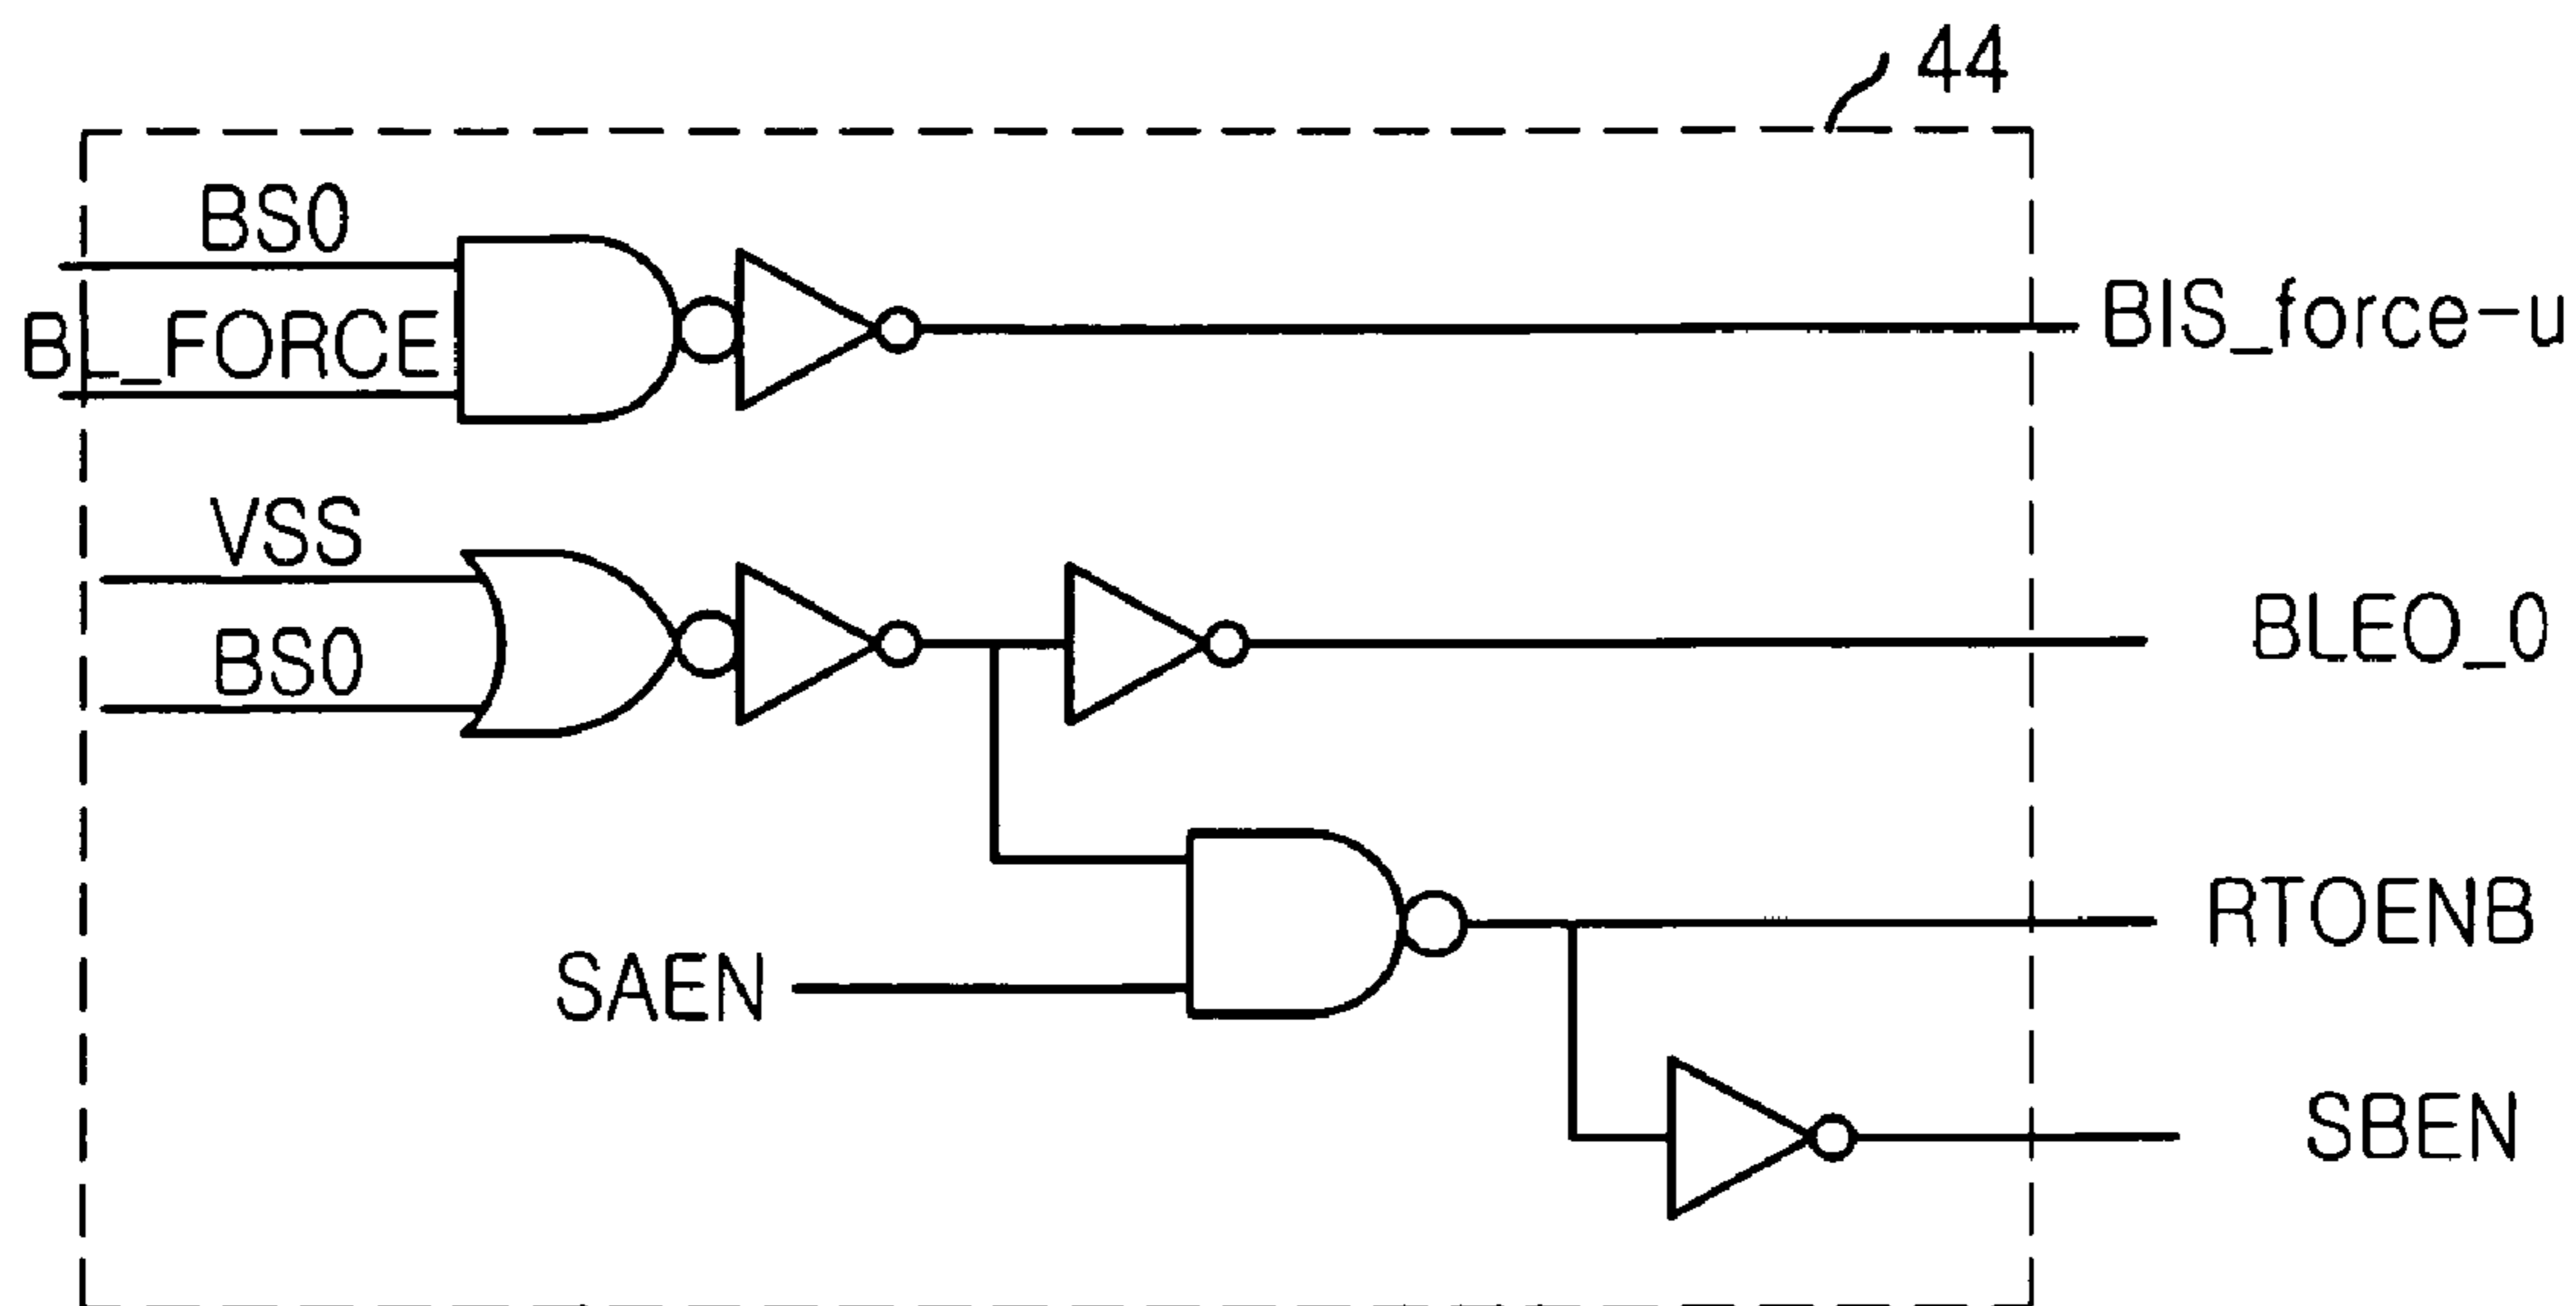 44
BS0
BL_FORCE
BIS_force-u
VSS
BS0
BLEO_0
RTOENB
SAEN
SBEN